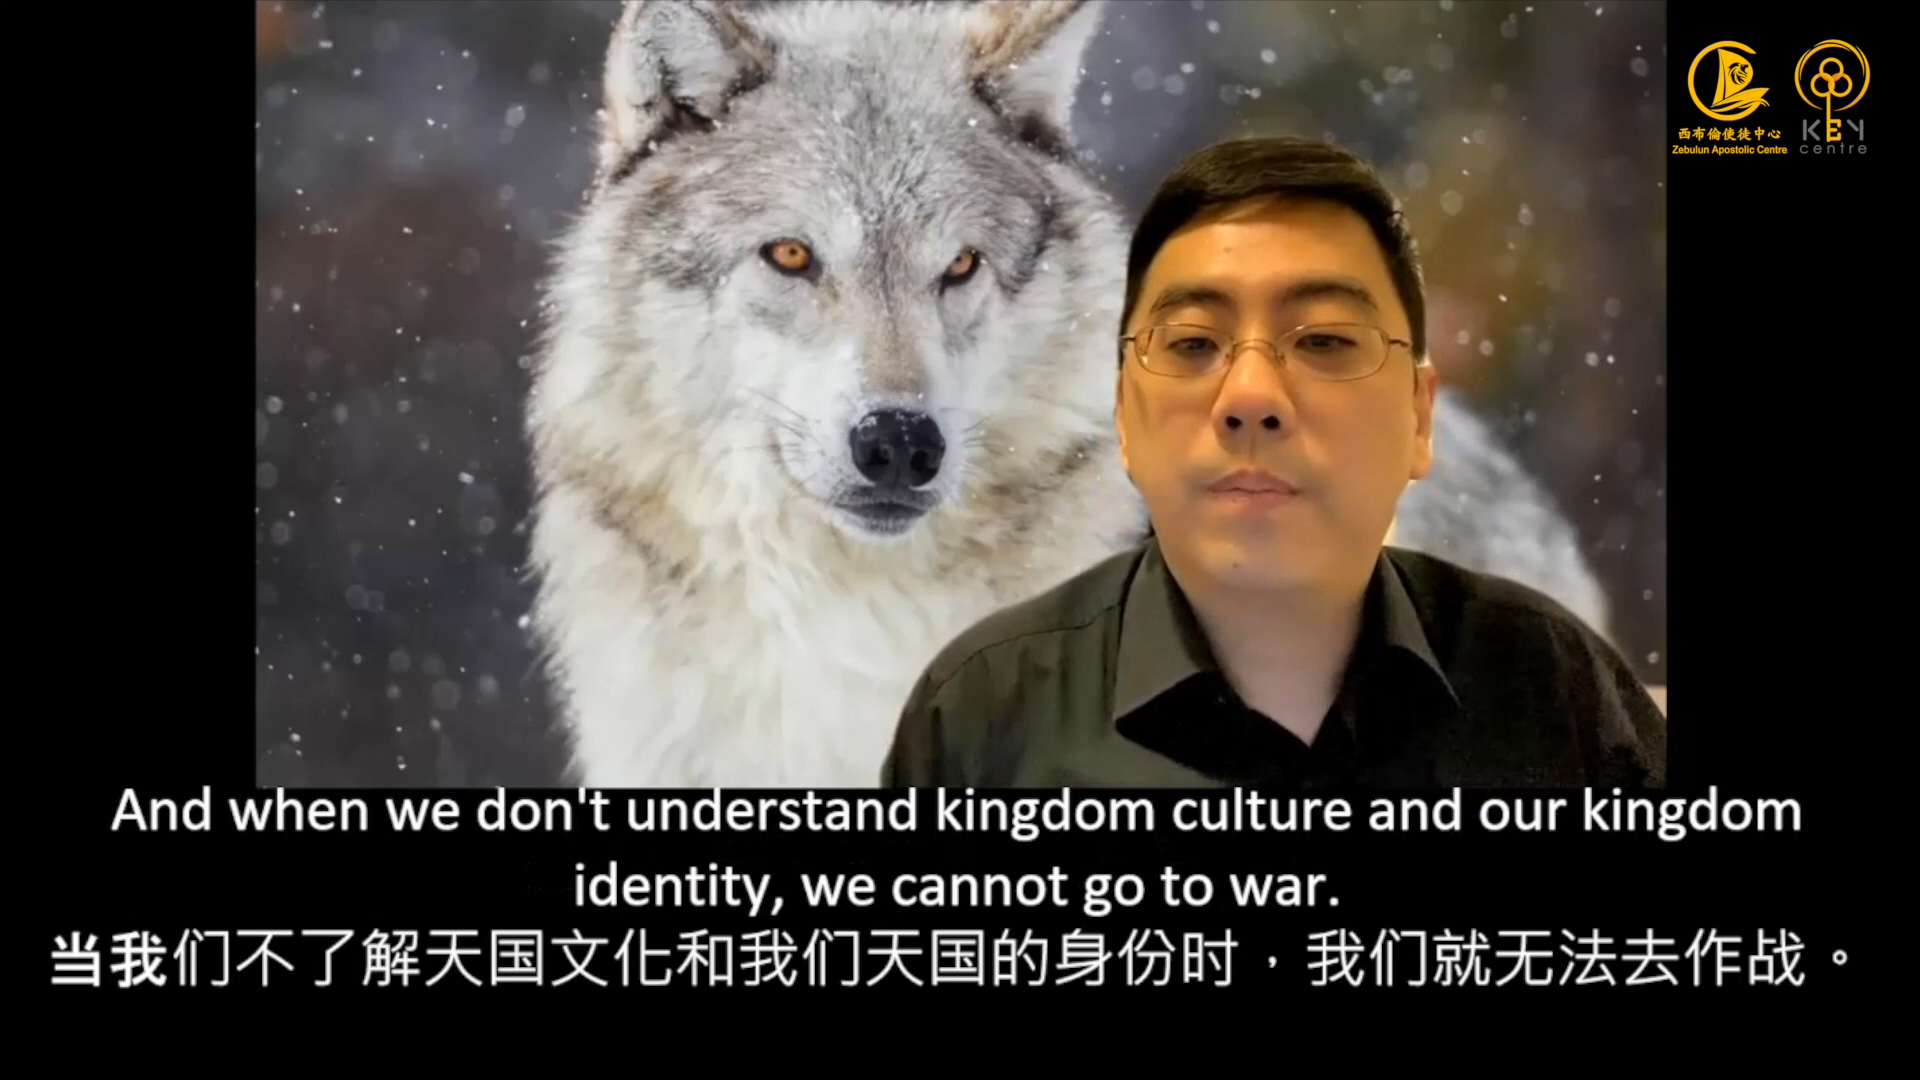 西布倫使徒中心
Zebulun Apostolic Centre
KEY
centre
And when we don't understand kingdom culture and our kingdom
identity, we cannot go to war.
当我们不了解天国文化和我们天国的身份时，我们就无法去作战。